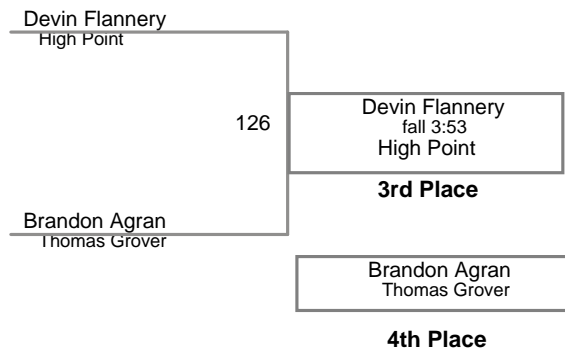 Devin Flannery
High Point
126
Devin Flannery
fall 3:53
High Point
3rd Place
Brandon Agran
Thomas Grover
Brandon Agran
Thomas Grover
4th Place